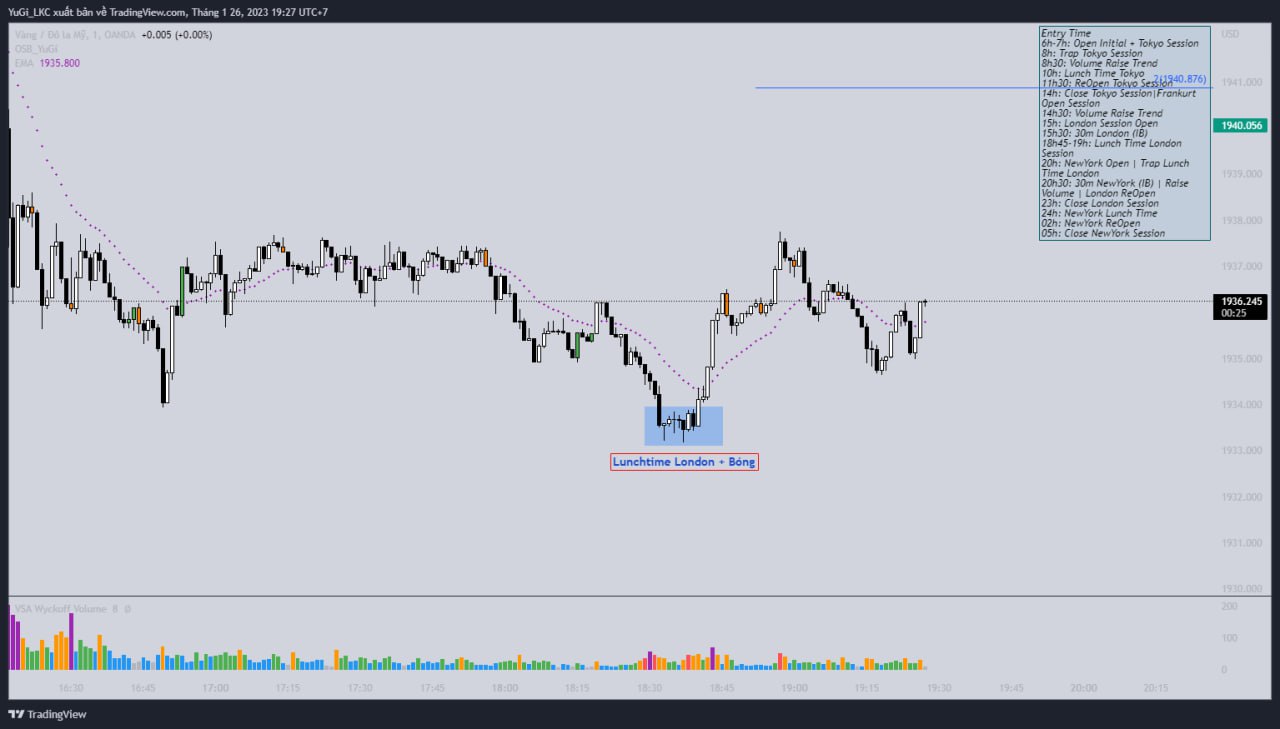 YuGi_LKC xuất bản về TradingView.com, Tháng 1 26, 2023 19:27 UTC+7
Vàng / Đô la Mỹ, 1, OANDA +0.005 (+0.00%)
OSB_YuGi
EMA 1935.800
USD
Entry Time
6h-7h: Open Initial + Tokyo Session
8h: Trap Tokyo Session
8h30: Volume Raise Trend
10h: Lunch Time Tokyo
2(1940.876)
11h30: ReOpen Tokyo Session
14h: Close Tokyo Session|Frankurt
Open Session
14h30: Volume Raise Trend
15h: London Session Open
15h30: 30m London (IB)
18h45-19h: Lunch Time London
Session
20h: NewYork Open | Trap Lunch
Time London
20h30: 30m NewYork (IB) | Raise
Volume | London ReOpen
23h: Close London Session
24h: NewYork Lunch Time
02h: NewYork ReOpen
05h: Close NewYork Session
1941.000
1940.056
1939.000
1938.000
1937.000
1936.245
00:25
1935.000
1934.000
1933.000
1932.000
1931.000
1930.000
Lunchtime London + Bóng
VSA Wyckoff Volume 8 0
200
100
0
16:30 16:45 17:00 17:15 17:30 17:45 18:00 18:15 18:30 18:45 19:00 19:15 19:30 19:45 20:00 20:15
TradingView